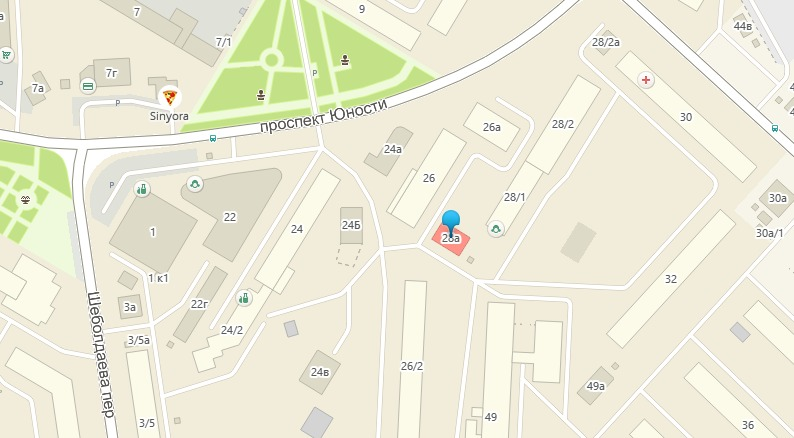 9
44в
7
7/1
28/2а
7г
7а
Р
30
Р
Sinyora
проспект Юности
28/2
26а
24а
26
Р
28/1
30а
22
24
24Б
28а
30а/1
1
1 к1
32
3а
22г
24/2
3/5а
Шеболдаева пер
24в
26/2
49а
3/5
49
36